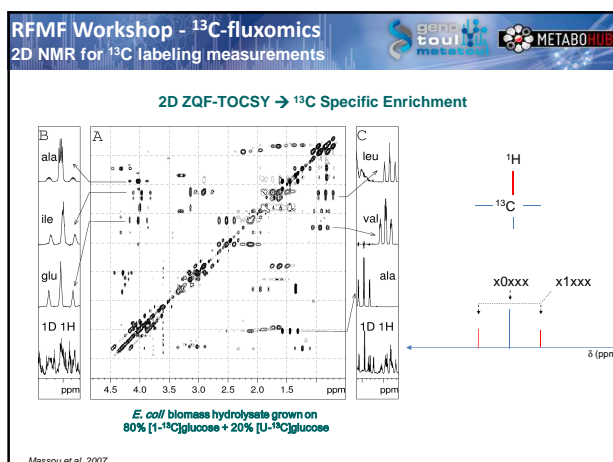 RFMF Workshop - ¹³C-fluxomics
2D NMR for ¹³C labeling measurements
geno
toul
metatoul
METABOHUB
2D ZQF-TOCSY → ¹³C Specific Enrichment
B
A
C
ala
ile
glu
1D 1H
ppm
4.5 4.0 3.5 3.0 2.5 2.0 1.5 ppm
leu
val
ala
1D 1H
ppm
¹H
¹³C
x0xxx x1xxx
δ (ppm
E. coli biomass hydrolysate grown on
80% [1-¹³C]glucose + 20% [U-¹³C]glucose
Massou et al. 2007